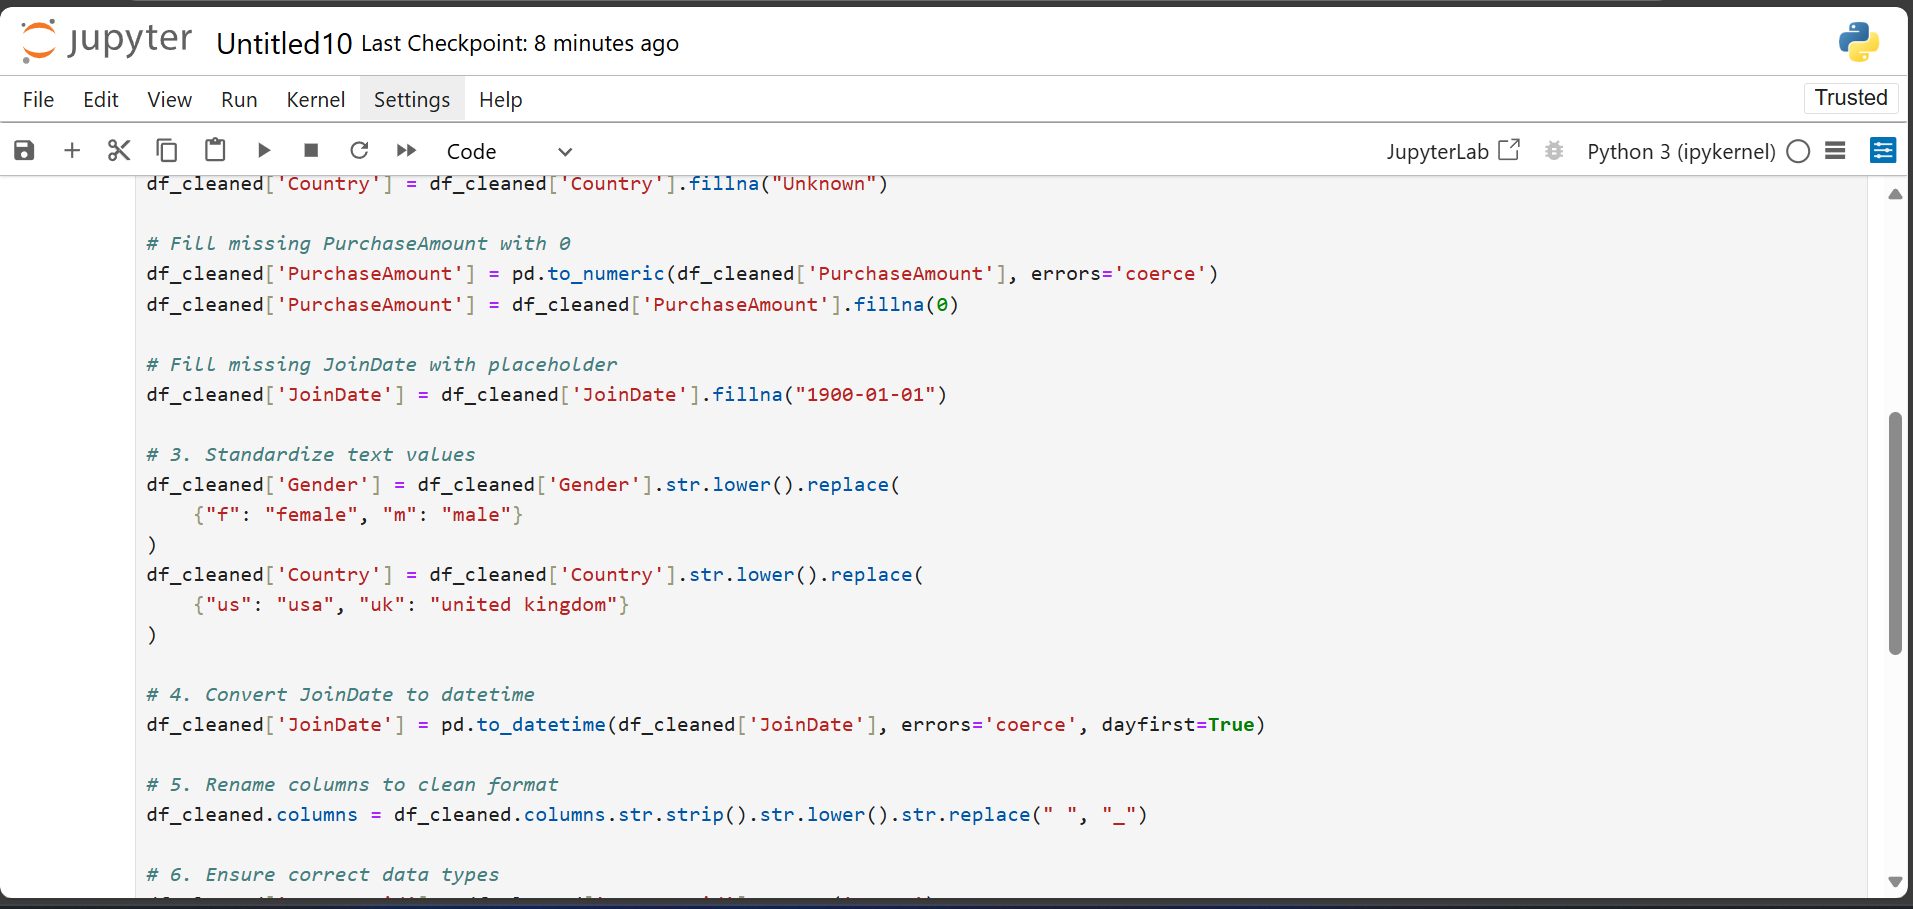 jupyter Untitled10 Last Checkpoint: 8 minutes ago
File Edit View Run Kernel Settings Help Trusted
Code JupyterLab Python 3 (ipykernel)
df_cleaned['Country'] = df_cleaned['Country'].fillna("Unknown")
# Fill missing PurchaseAmount with 0
df_cleaned['PurchaseAmount'] = pd.to_numeric(df_cleaned['PurchaseAmount'], errors='coerce')
df_cleaned['PurchaseAmount'] = df_cleaned['PurchaseAmount'].fillna(0)
# Fill missing JoinDate with placeholder
df_cleaned['JoinDate'] = df_cleaned['JoinDate'].fillna("1900-01-01")
# 3. Standardize text values
df_cleaned['Gender'] = df_cleaned['Gender'].str.lower().replace(
    {"f": "female", "m": "male"}
)
df_cleaned['Country'] = df_cleaned['Country'].str.lower().replace(
    {"us": "usa", "uk": "united kingdom"}
)
# 4. Convert JoinDate to datetime
df_cleaned['JoinDate'] = pd.to_datetime(df_cleaned['JoinDate'], errors='coerce', dayfirst=True)
# 5. Rename columns to clean format
df_cleaned.columns = df_cleaned.columns.str.strip().str.lower().str.replace(" ", "_")
# 6. Ensure correct data types